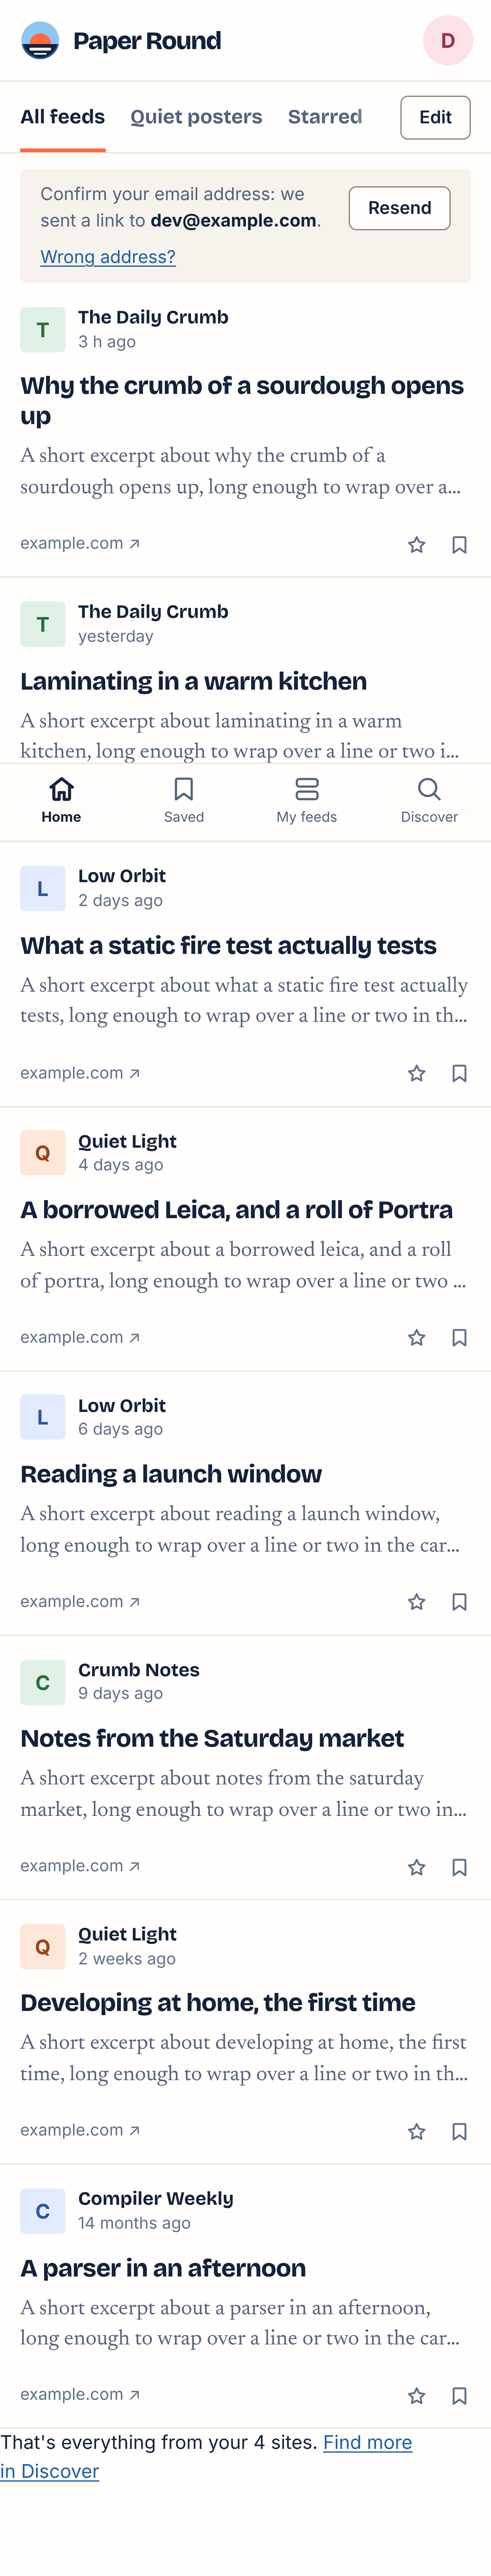 Paper Round
D
All feeds
Quiet posters
Starred
Edit
Confirm your email address: we
sent a link to dev@example.com.
Resend
Wrong address?
T
The Daily Crumb
3 h ago
Why the crumb of a sourdough opens
up
A short excerpt about why the crumb of a
sourdough opens up, long enough to wrap over a...
example.com ↗
T
The Daily Crumb
yesterday
Laminating in a warm kitchen
A short excerpt about laminating in a warm
kitchen, long enough to wrap over a line or two i...
Home
Saved
My feeds
Discover
L
Low Orbit
2 days ago
What a static fire test actually tests
A short excerpt about what a static fire test actually
tests, long enough to wrap over a line or two in th...
example.com ↗
Q
Quiet Light
4 days ago
A borrowed Leica, and a roll of Portra
A short excerpt about a borrowed leica, and a roll
of portra, long enough to wrap over a line or two ...
example.com ↗
L
Low Orbit
6 days ago
Reading a launch window
A short excerpt about reading a launch window,
long enough to wrap over a line or two in the car...
example.com ↗
C
Crumb Notes
9 days ago
Notes from the Saturday market
A short excerpt about notes from the saturday
market, long enough to wrap over a line or two in...
example.com ↗
Q
Quiet Light
2 weeks ago
Developing at home, the first time
A short excerpt about developing at home, the first
time, long enough to wrap over a line or two in th...
example.com ↗
C
Compiler Weekly
14 months ago
A parser in an afternoon
A short excerpt about a parser in an afternoon,
long enough to wrap over a line or two in the car...
example.com ↗
That's everything from your 4 sites. Find more
in Discover